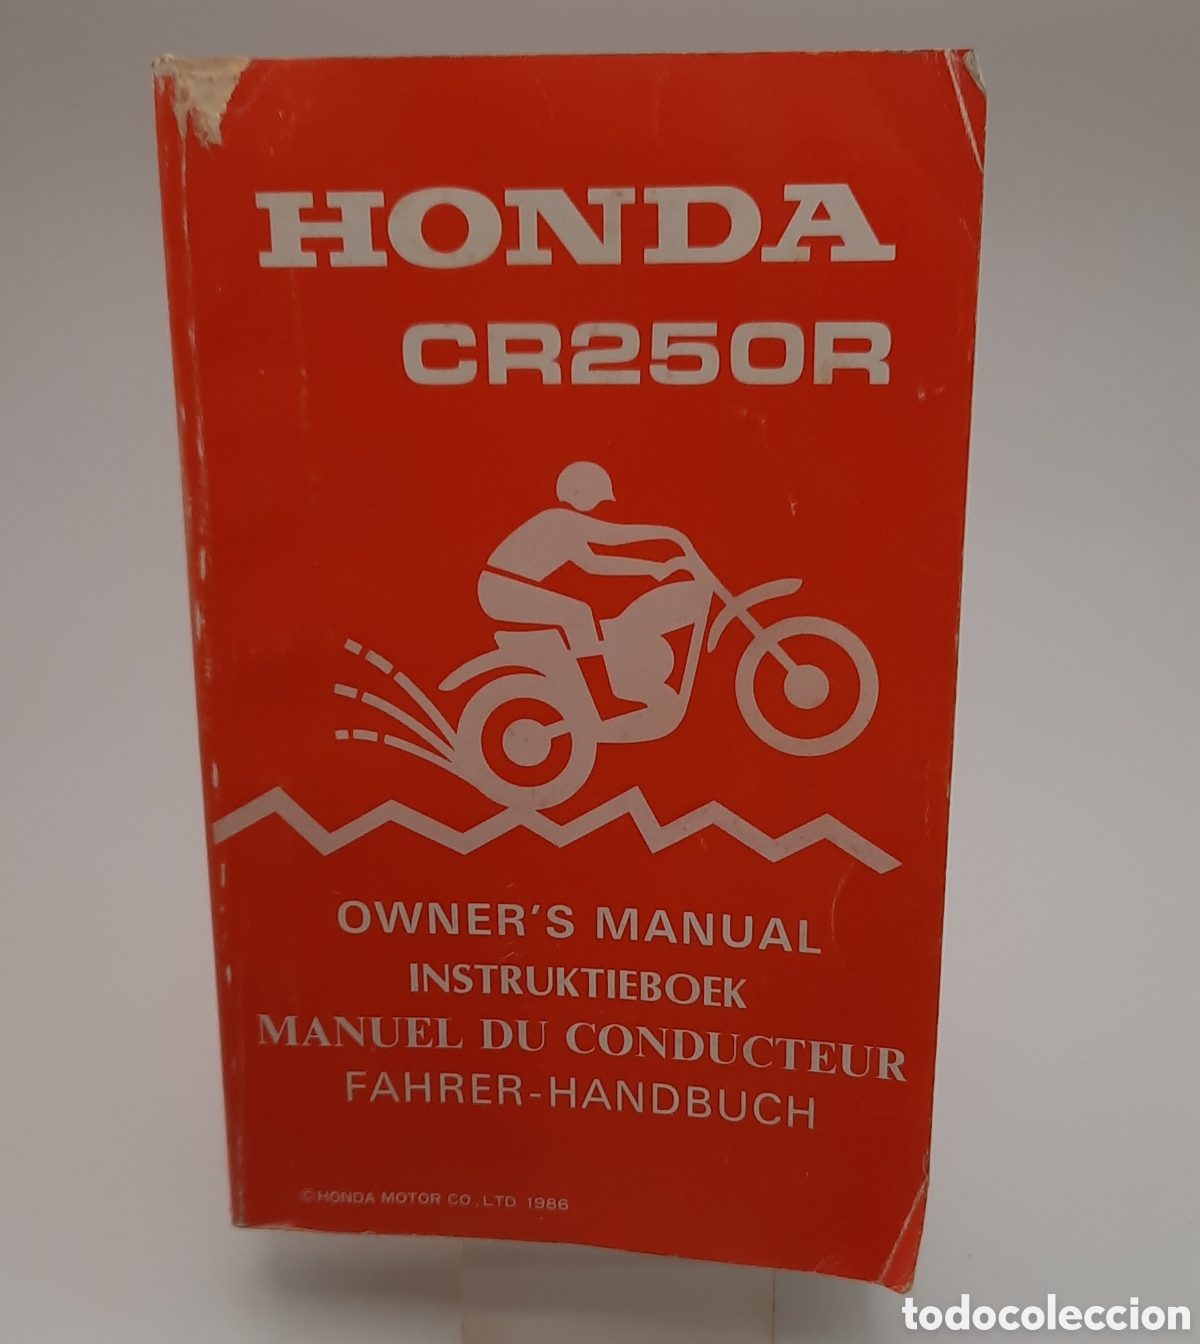 HONDA
CR250R
OWNER'S MANUAL
INSTRUKTIEBOEK
MANUEL DU CONDUCTEUR
FAHRER-HANDBUCH
©HONDA MOTOR CO., LTD 1986
todocoleccion